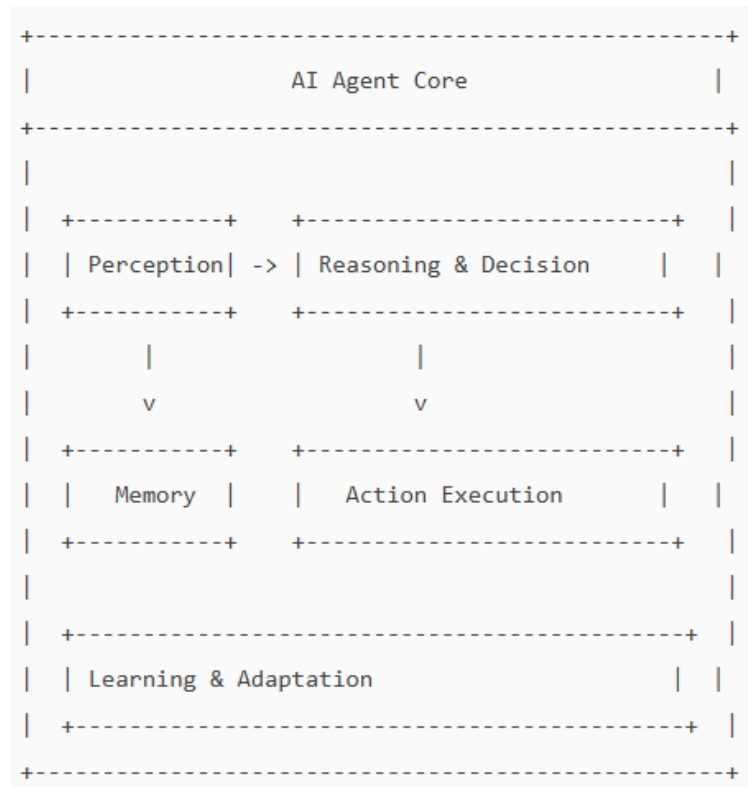 +---------------------------------------------------+
|                   AI Agent Core                  |
+---------------------------------------------------+
|                                                   |
|  +-----------+    +---------------------------+   |
|  | Perception| -> | Reasoning & Decision     |   |
|  +-----------+    +---------------------------+   |
|        |                   |                      |
|        v                   v                      |
|  +-----------+    +---------------------------+   |
|  |   Memory  |    |   Action Execution       |   |
|  +-----------+    +---------------------------+   |
|                                                   |
|  +---------------------------------------------+  |
|  | Learning & Adaptation                      |  |
|  +---------------------------------------------+  |
+---------------------------------------------------+